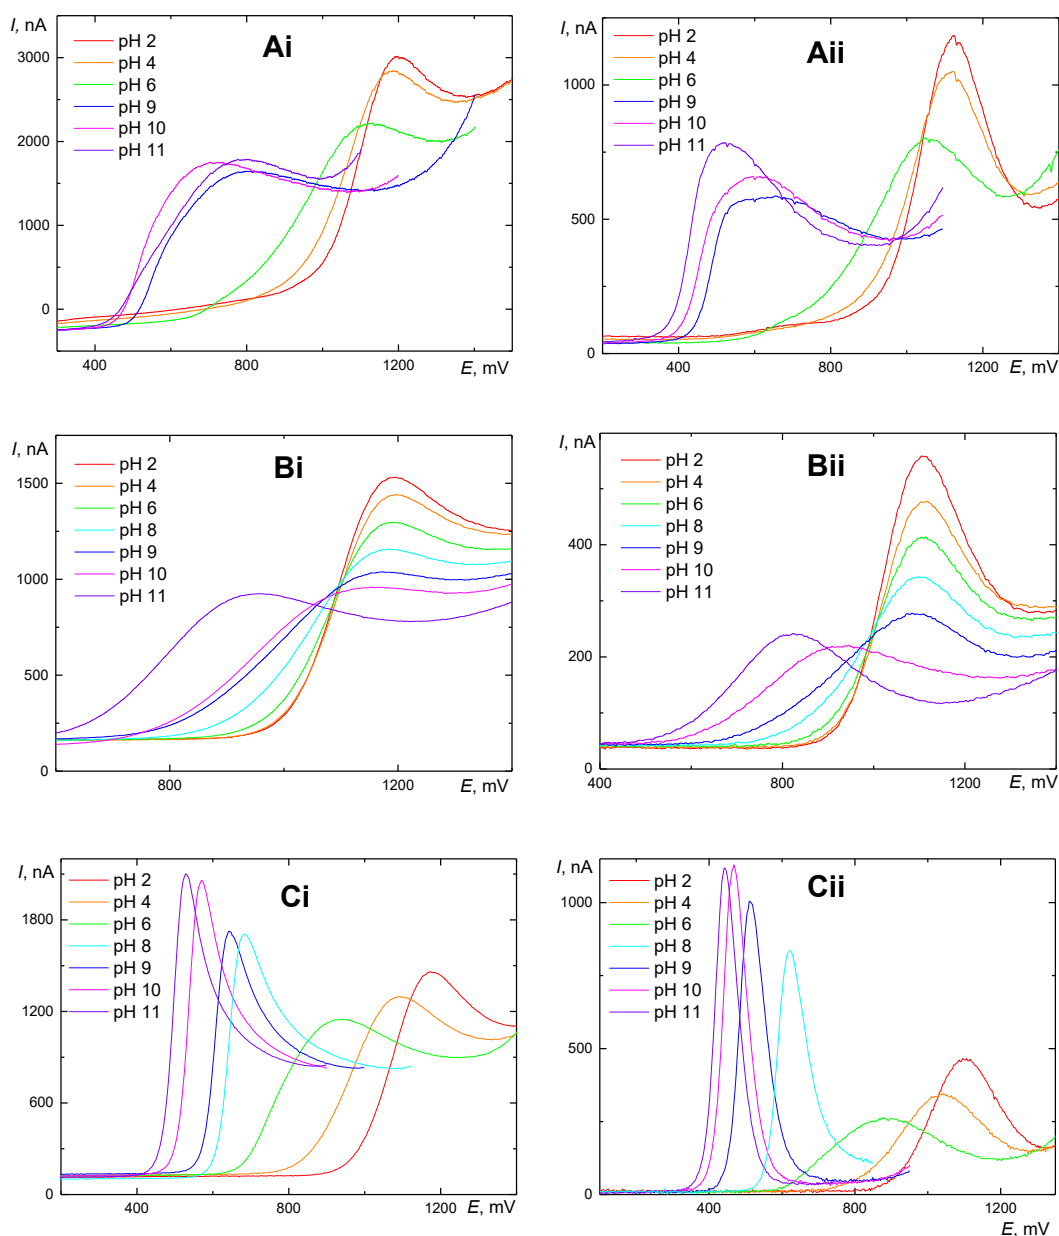 I, nA
Ai
pH 2
pH 4
pH 6
pH 9
pH 10
pH 11
3000
2000
1000
0
400
800
1200
E, mV
I, nA
Aii
pH 2
pH 4
pH 6
pH 9
pH 10
pH 11
1000
500
0
400
800
1200
E, mV
I, nA
Bi
pH 2
pH 4
pH 6
pH 8
pH 9
pH 10
pH 11
1500
1000
500
0
800
1200
E, mV
I, nA
Bii
pH 2
pH 4
pH 6
pH 8
pH 9
pH 10
pH 11
400
200
0
400
800
1200
E, mV
I, nA
Ci
pH 2
pH 4
pH 6
pH 8
pH 9
pH 10
pH 11
1800
1200
600
0
400
800
1200
E, mV
I, nA
Cii
pH 2
pH 4
pH 6
pH 8
pH 9
pH 10
pH 11
1000
500
0
400
800
1200
E, mV